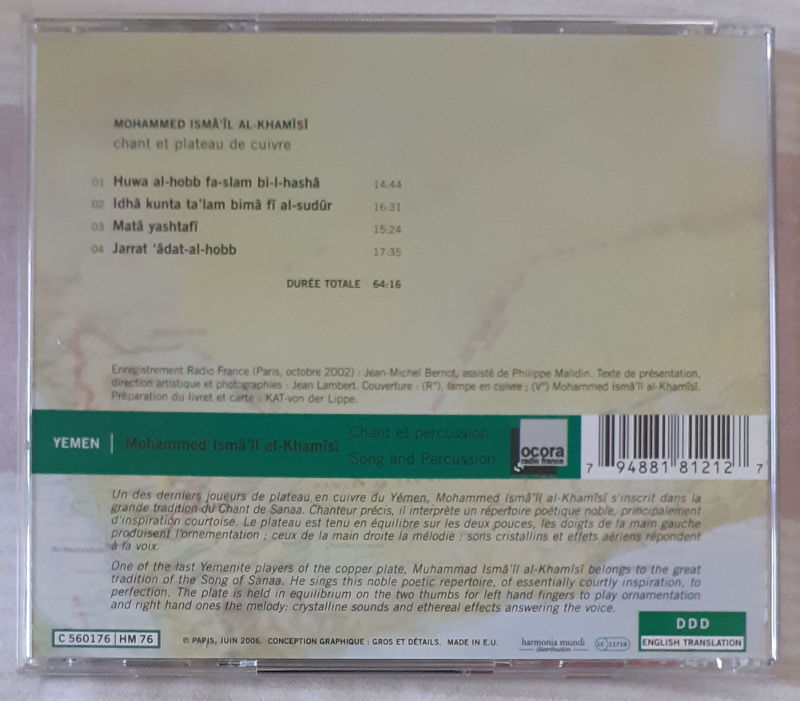 MOHAMMED ISMÂ'ÎL AL-KHAMÎSÎ
chant et plateau de cuivre
01 Huwa al-hobb fa-slam bi-l-hashâ 14:44
02 Idhâ kunta ta'lam bimâ fî al-sudûr 16:31
03 Matâ yashtafî 15:24
04 Jarrat 'âdat-al-hobb 17:35
DURÉE TOTALE 64:16
Enregistrement Radio France (Paris, octobre 2002) : Jean-Michel Bernot, assisté de Philippe Malidin. Texte de présentation,
direction artistique et photographies : Jean Lambert. Couverture : (R°), lampe en cuivre ; (V°) Mohammed Ismâ'îl al-Khamîsî.
Préparation du livret et carte : KAT-von der Lippe.
YEMEN | Mohammed Ismâ'îl al-Khamîsî
Chant et percussion
Song and Percussion
ocora
radio france
7 94881 81212 7
Un des derniers joueurs de plateau en cuivre du Yémen, Mohammed Ismâ'îl al-Khamîsî s'inscrit dans la
grande tradition du Chant de Sanaa. Chanteur précis, il interprète un répertoire poétique noble, principalement
d'inspiration courtoise. Le plateau est tenu en équilibre sur les deux pouces, les doigts de la main gauche
produisent l'ornementation ; ceux de la main droite la mélodie : sons cristallins et effets aériens répondent
à la voix.
One of the last Yemenite players of the copper plate, Muhammad Ismâ'îl al-Khamîsî belongs to the great
tradition of the Song of Sanaa. He sings this noble poetic repertoire, of essentially courtly inspiration, to
perfection. The plate is held in equilibrium on the two thumbs for left hand fingers to play ornamentation
and right hand ones the melody: crystalline sounds and ethereal effects answering the voice.
C 560176 | HM 76
℗ PARIS, JUIN 2006. CONCEPTION GRAPHIQUE : GROS ET DÉTAILS. MADE IN E.U.
harmonia mundi
distribution
LC 11719
DDD
ENGLISH TRANSLATION